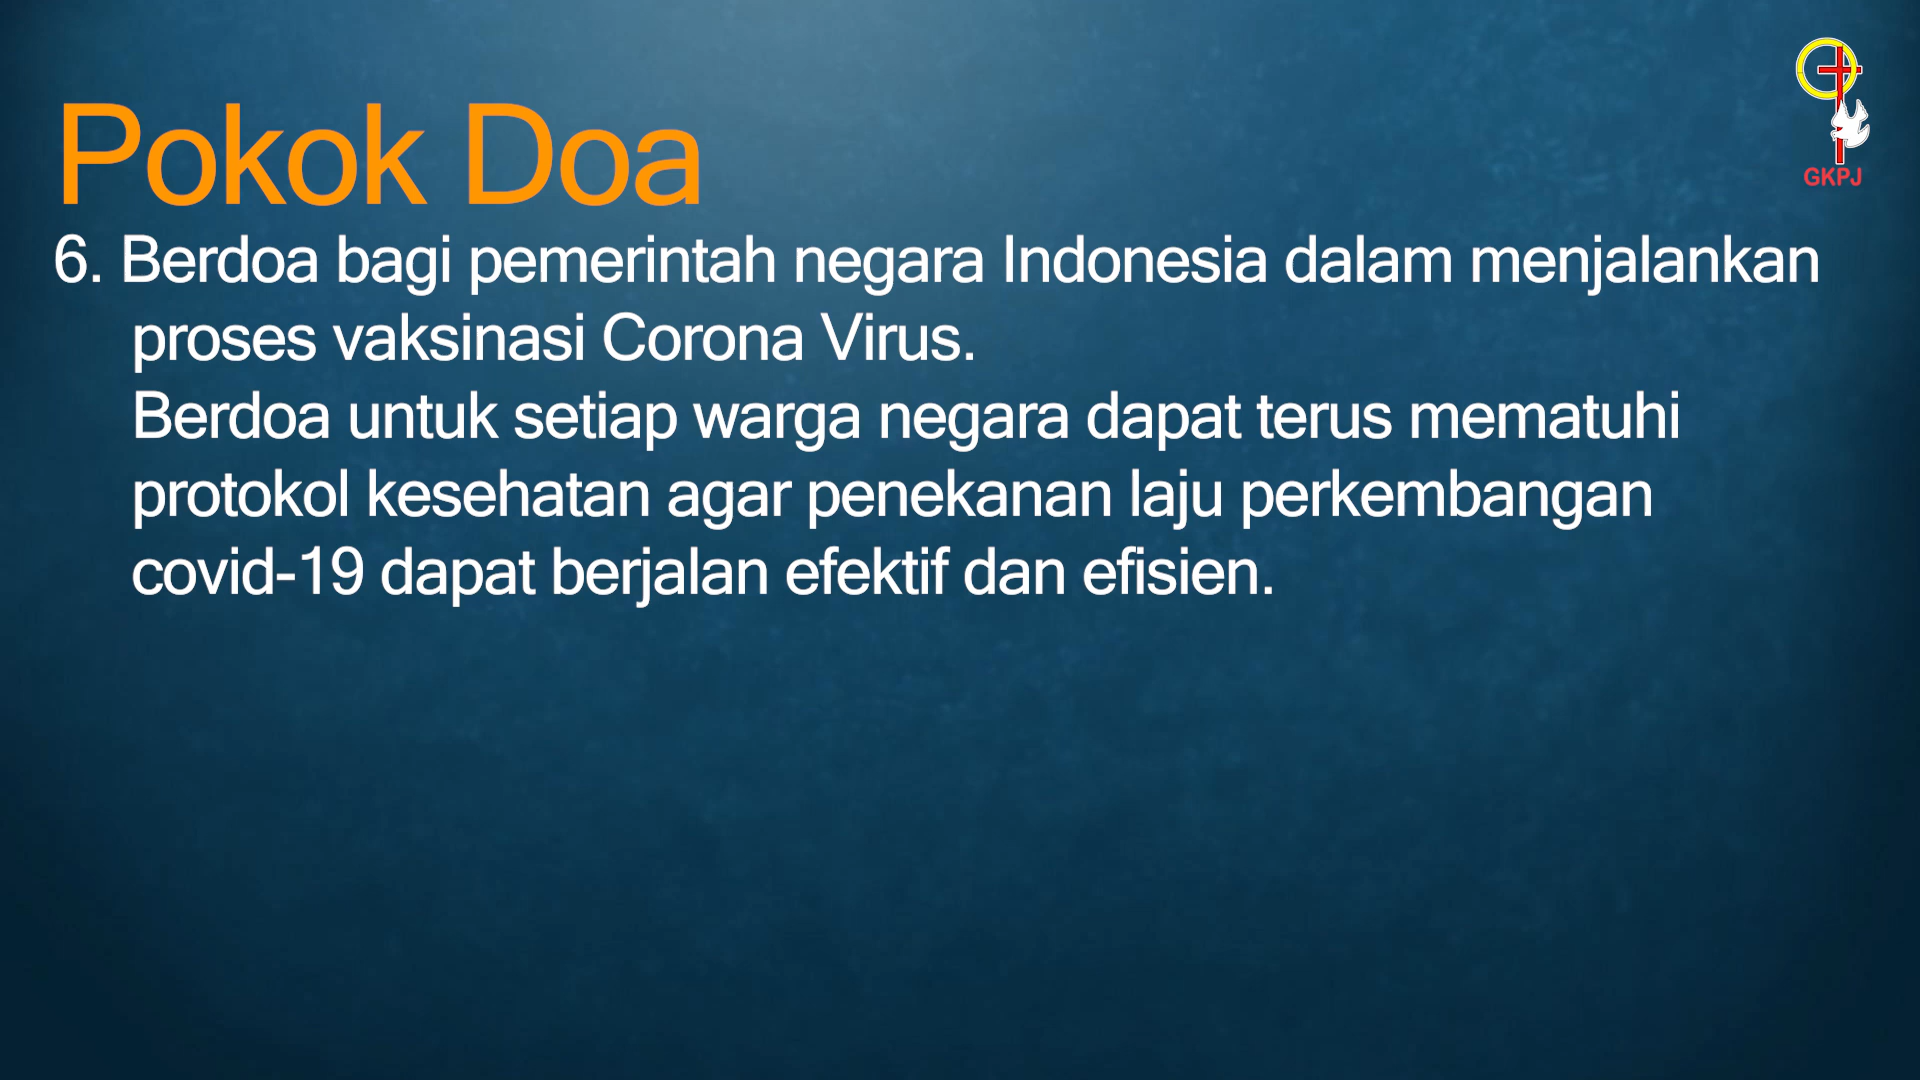 GKPJ
Pokok Doa
6. Berdoa bagi pemerintah negara Indonesia dalam menjalankan
proses vaksinasi Corona Virus.
Berdoa untuk setiap warga negara dapat terus mematuhi
protokol kesehatan agar penekanan laju perkembangan
covid-19 dapat berjalan efektif dan efisien.